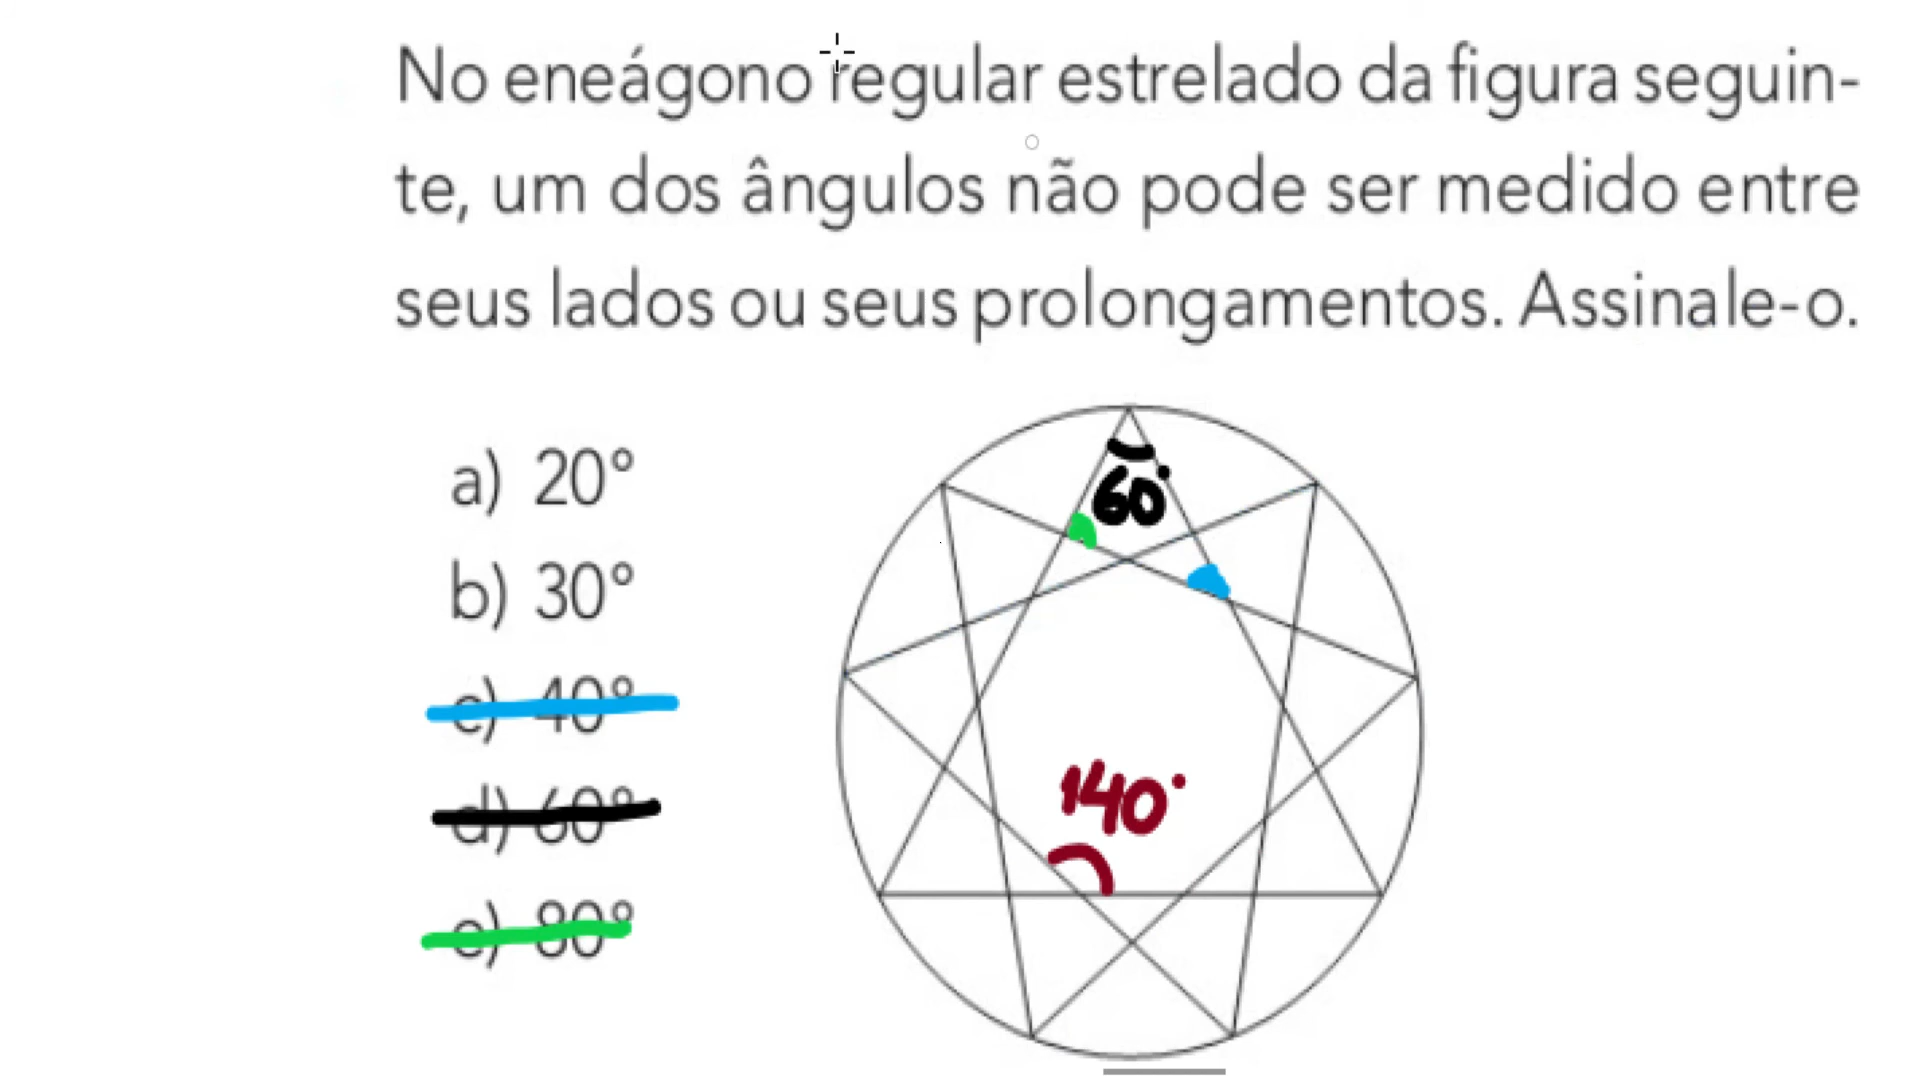 No eneágono regular estrelado da figura seguin-
te, um dos ângulos não pode ser medido entre
seus lados ou seus prolongamentos. Assinale-o.
a) 20°
b) 30°
c) 40°
d) 60°
e) 80°
60°
140°